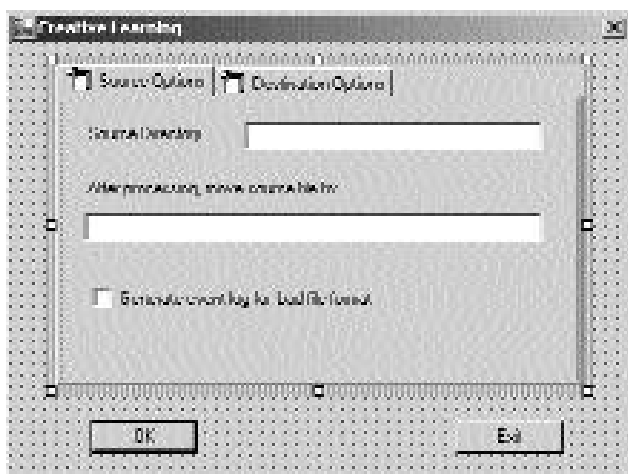 Creative Learning
Source Options Destination Options
Source Directory
After processing, move source file to:
Generate event log for bad file format
OK Exit